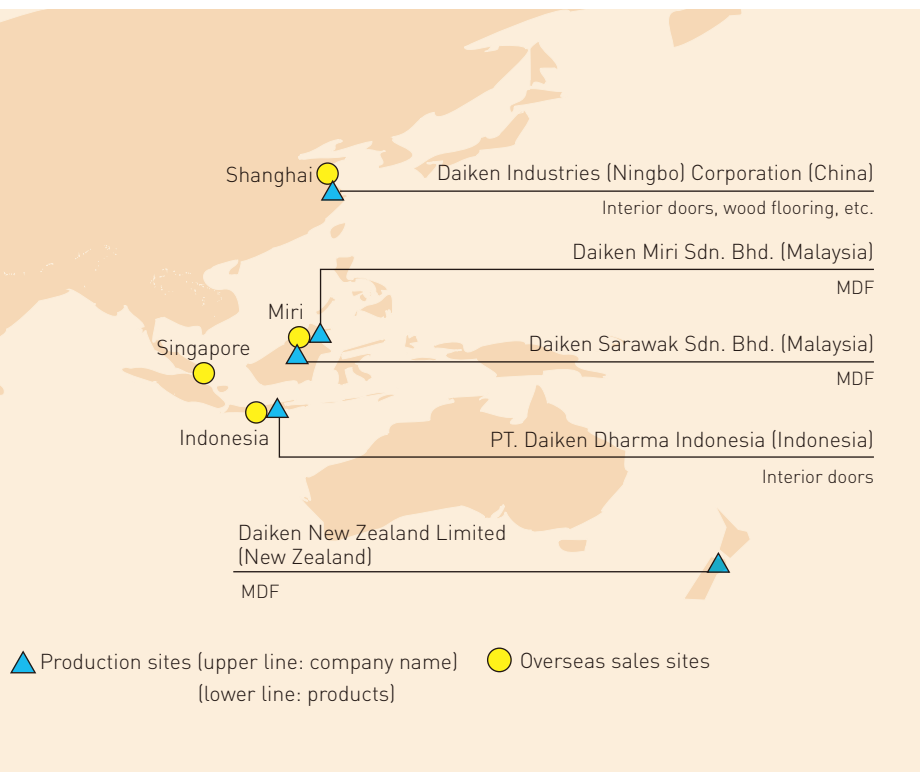 Shanghai
Daiken Industries (Ningbo) Corporation (China)
Interior doors, wood flooring, etc.
Daiken Miri Sdn. Bhd. (Malaysia)
MDF
Miri
Singapore
Daiken Sarawak Sdn. Bhd. (Malaysia)
MDF
Indonesia
PT. Daiken Dharma Indonesia (Indonesia)
Interior doors
Daiken New Zealand Limited
(New Zealand)
MDF
Production sites (upper line: company name)
(lower line: products)
Overseas sales sites